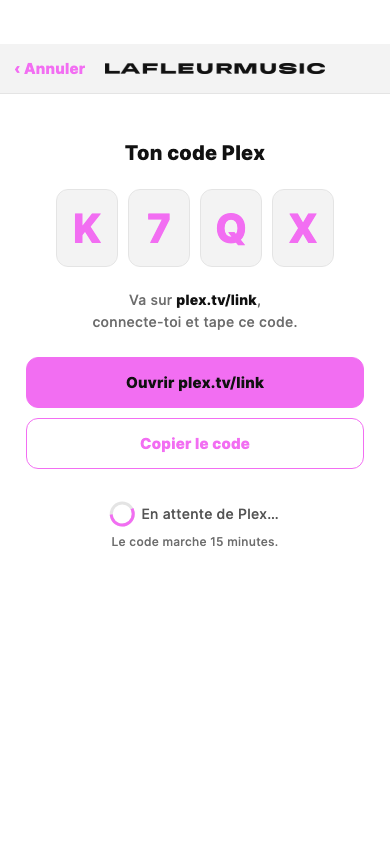 ‹ Annuler LAFLEURMUSIC
Ton code Plex
K 7 Q X
Va sur plex.tv/link,
connecte-toi et tape ce code.
Ouvrir plex.tv/link
Copier le code
En attente de Plex...
Le code marche 15 minutes.